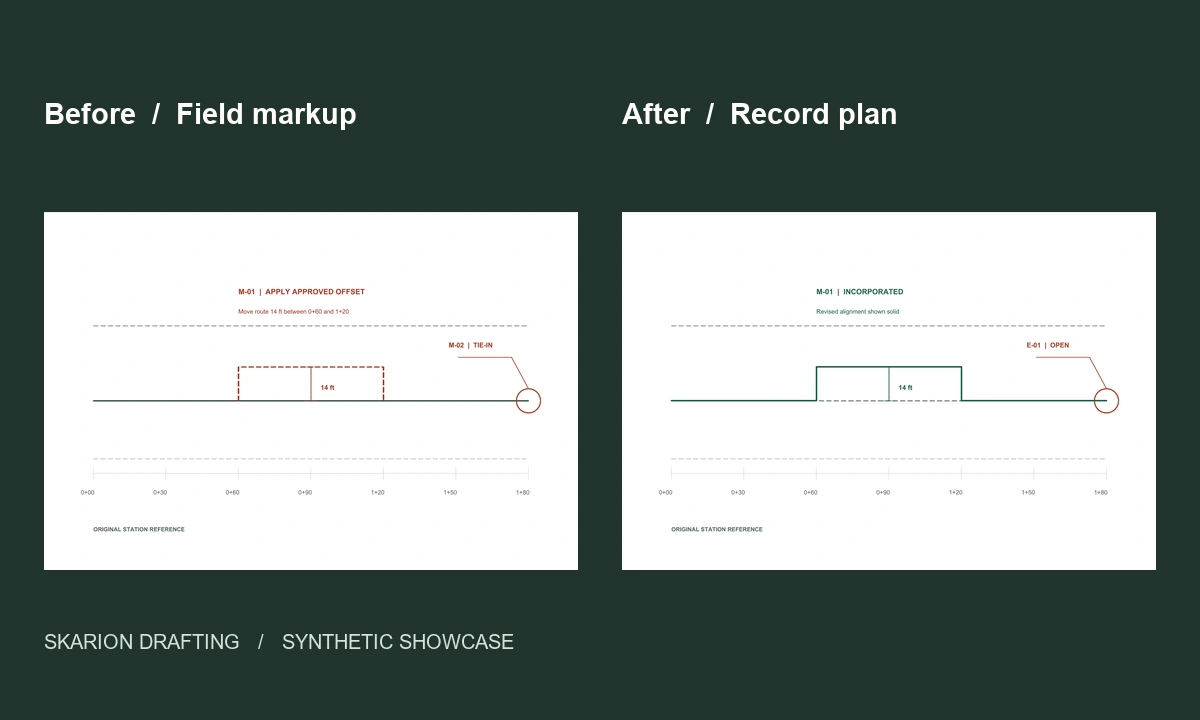 Before / Field markup
M-01 | APPLY APPROVED OFFSET
Move route 14 ft between 0+60 and 1+20
M-02 | TIE-IN
14 ft
0+00 0+30 0+60 0+90 1+20 1+50 1+80
ORIGINAL STATION REFERENCE
After / Record plan
M-01 | INCORPORATED
Revised alignment shown solid
E-01 | OPEN
14 ft
0+00 0+30 0+60 0+90 1+20 1+50 1+80
ORIGINAL STATION REFERENCE
SKARION DRAFTING / SYNTHETIC SHOWCASE